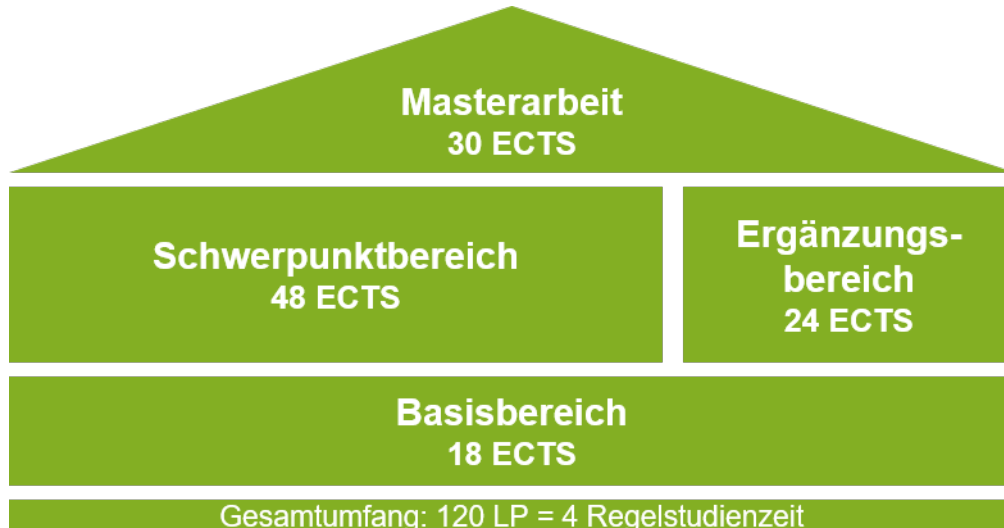 Masterarbeit
30 ECTS
Schwerpunktbereich
48 ECTS
Ergänzungs-
bereich
24 ECTS
Basisbereich
18 ECTS
Gesamtumfang: 120 LP = 4 Regelstudienzeit